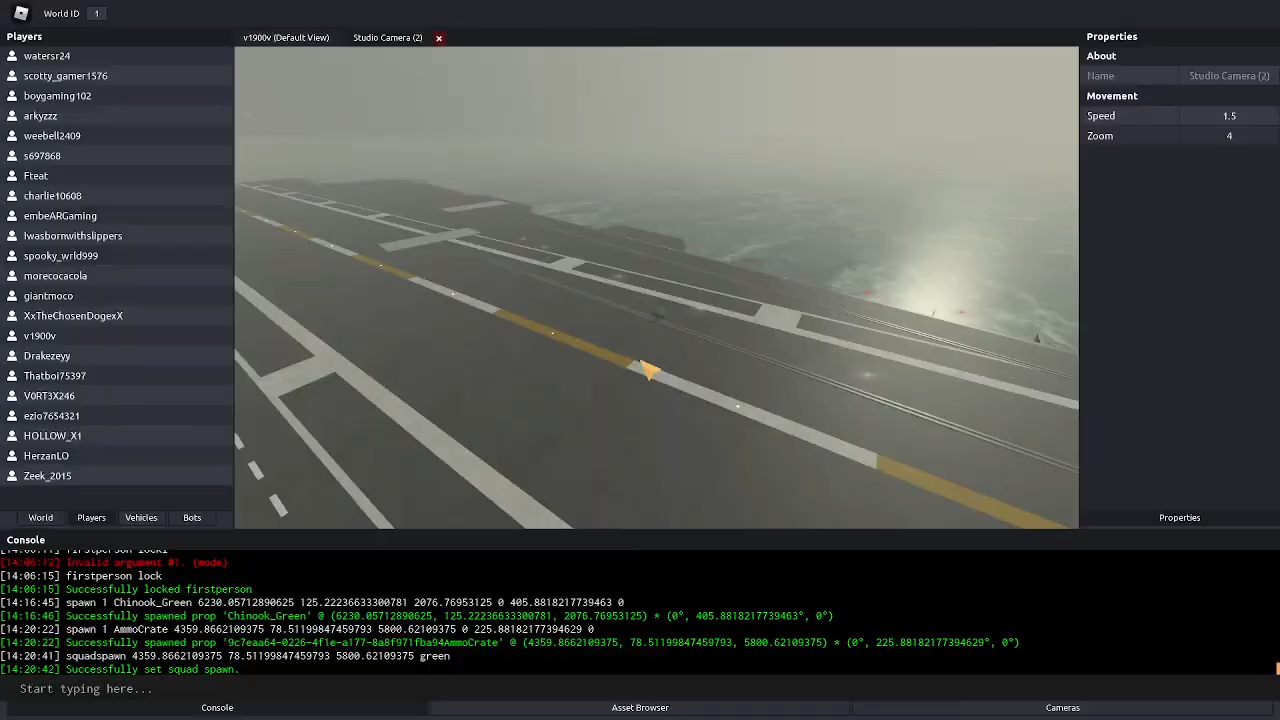 World ID 1
Players
v1900v (Default View) Studio Camera (2) x
Properties
watersr24
scotty_gamer1576
boygaming102
arkyzzz
weebell2409
s697868
Fteat
charlie10608
embeARGaming
Iwasbornwithslippers
spooky_wrld999
morecocacola
giantmoco
XxTheChosenDogexX
v1900v
Drakezeyy
Thatboi75397
V0RT3X246
ezio7654321
HOLLOW_X1
HerzanLO
Zeek_2015
World Players Vehicles Bots
About
Name Studio Camera (2)
Movement
Speed 1.5
Zoom 4
Properties
Console
[14:06:12] Invalid argument #1. (mode)
[14:06:15] firstperson lock
[14:06:15] Successfully locked firstperson
[14:16:45] spawn 1 Chinook_Green 6230.05712890625 125.22236633300781 2076.76953125 0 405.8818217739463 0
[14:16:46] Successfully spawned prop 'Chinook_Green' @ (6230.05712890625, 125.22236633300781, 2076.76953125) * (0°, 405.8818217739463°, 0°)
[14:20:22] spawn 1 AmmoCrate 4359.8662109375 78.51199847459793 5800.62109375 0 225.88182177394629 0
[14:20:22] Successfully spawned prop '9c7eaa64-0226-4f1e-a177-8a8f971fba94AmmoCrate' @ (4359.8662109375, 78.51199847459793, 5800.62109375) * (0°, 225.88182177394629°, 0°)
[14:20:41] squadspawn 4359.8662109375 78.51199847459793 5800.62109375 green
[14:20:42] Successfully set squad spawn.
Start typing here...
Console Asset Browser Cameras